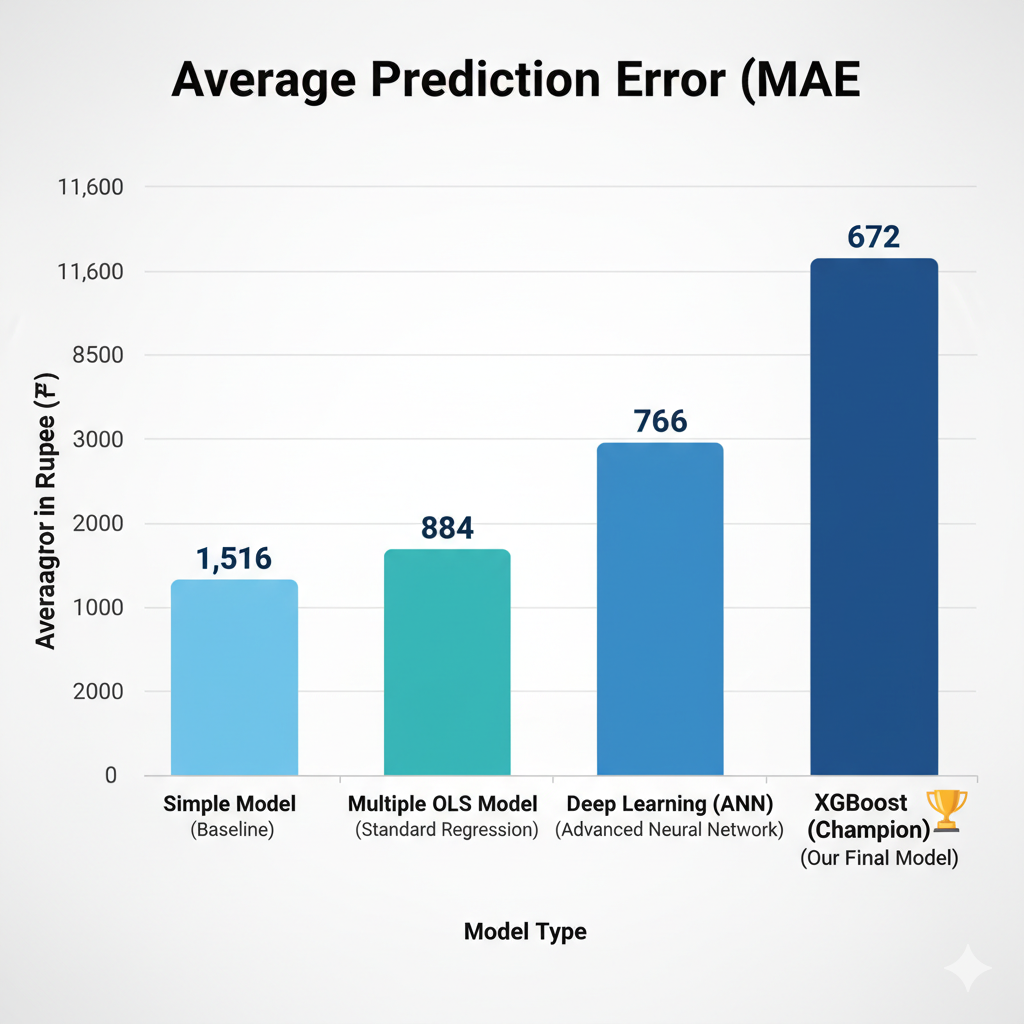 Average Prediction Error (MAE
11,600
11,600
8500
3000
2000
1000
2000
0
Averaagror in Rupee (₹)
1,516
884
766
672
Simple Model
(Baseline)
Multiple OLS Model
(Standard Regression)
Deep Learning (ANN)
(Advanced Neural Network)
XGBoost
(Champion)
(Our Final Model)
Model Type